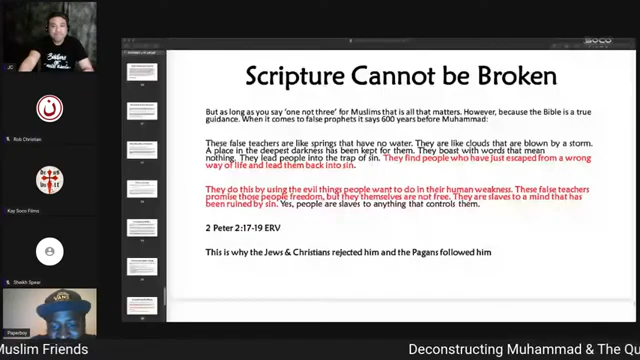 Scripture Cannot be Broken
But as long as you say 'one not three' for Muslims that is all that matters. However, because the Bible is a true
guidance. When it comes to false prophets it says 600 years before Muhammad:
These false teachers are like springs that have no water. They are like clouds that are blown by a storm.
A place in the deepest darkness has been kept for them. They boast with words that mean
nothing. They lead people into the trap of sin. They find people who have just escaped from a wrong
way of life and lead them back into sin.
They do this by using the evil things people want to do in their human weakness. These false teachers
promise those people freedom, but they themselves are not free. They are slaves to a mind that has
been ruined by sin. Yes, people are slaves to anything that controls them.
2 Peter 2:17-19 ERV
This is why the Jews & Christians rejected him and the Pagans followed him
SOCO
FILMS
JC
Rob Christian
Kay Soco Films
Sheikh Spear
VANS
Paperboy
Muslim Friends
Deconstructing Muhammad & The Qu